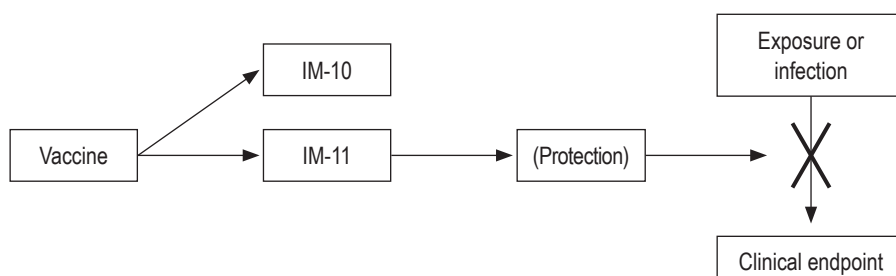 Exposure or
infection
IM-10
Vaccine
IM-11
(Protection)
Clinical endpoint